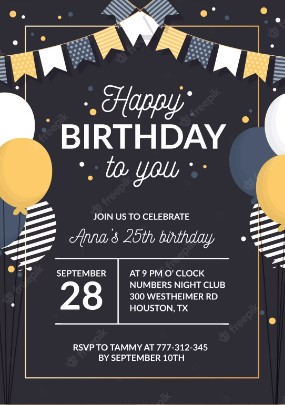 Happy
BIRTHDAY
to you
JOIN US TO CELEBRATE
Anna's 25th birthday
SEPTEMBER
28
AT 9 PM O' CLOCK
NUMBERS NIGHT CLUB
300 WESTHEIMER RD
HOUSTON, TX
RSVP TO TAMMY AT 777-312-345
BY SEPTEMBER 10TH